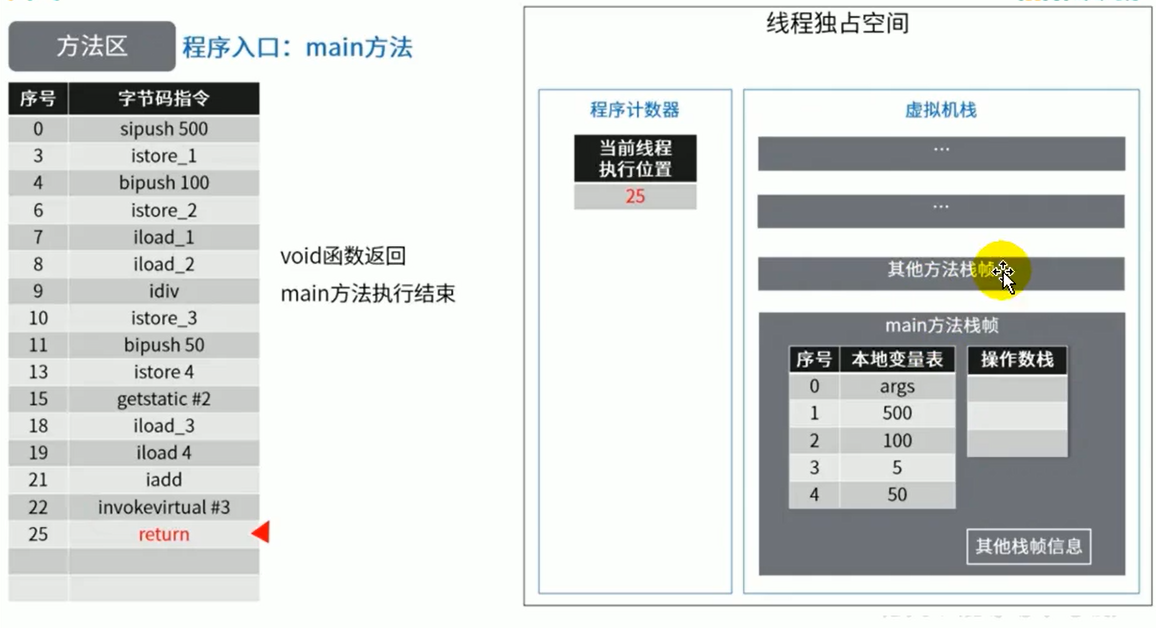 方法区
程序入口：main方法
序号 字节码指令
0 sipush 500
3 istore_1
4 bipush 100
6 istore_2
7 iload_1
8 iload_2
9 idiv
10 istore_3
11 bipush 50
13 istore 4
15 getstatic #2
18 iload_3
19 iload 4
21 iadd
22 invokevirtual #3
25 return
void函数返回
main方法执行结束
线程独占空间
程序计数器
当前线程
执行位置
25
虚拟机栈
...
...
其他方法栈帧
main方法栈帧
序号 本地变量表
0 args
1 500
2 100
3 5
4 50
操作数栈
其他栈帧信息